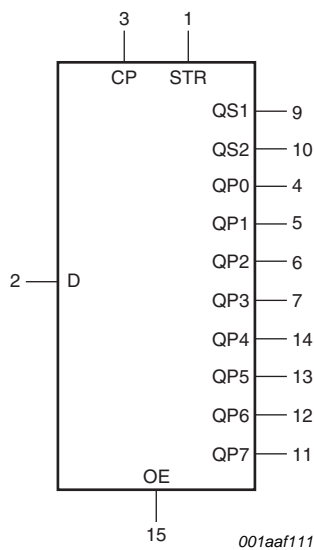 3 1
CP STR
QS1 9
QS2 10
QP0 4
QP1 5
QP2 6
2 D
QP3 7
QP4 14
QP5 13
QP6 12
QP7 11
OE
15
001aaf111